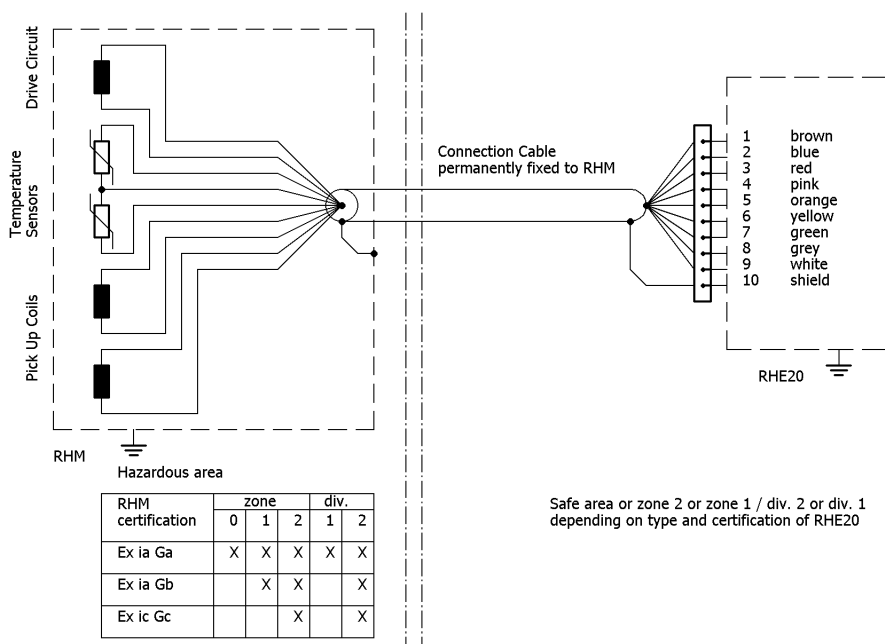 Drive Circuit
Temperature
Sensors
Pick Up Coils
RHM
Hazardous area
Connection Cable
permanently fixed to RHM
1 brown
2 blue
3 red
4 pink
5 orange
6 yellow
7 green
8 grey
9 white
10 shield
RHE20
RHM
certification
zone div.
0 1 2 1 2
Ex ia Ga X X X X X
Ex ia Gb X X X
Ex ic Gc X X
Safe area or zone 2 or zone 1 / div. 2 or div. 1
depending on type and certification of RHE20